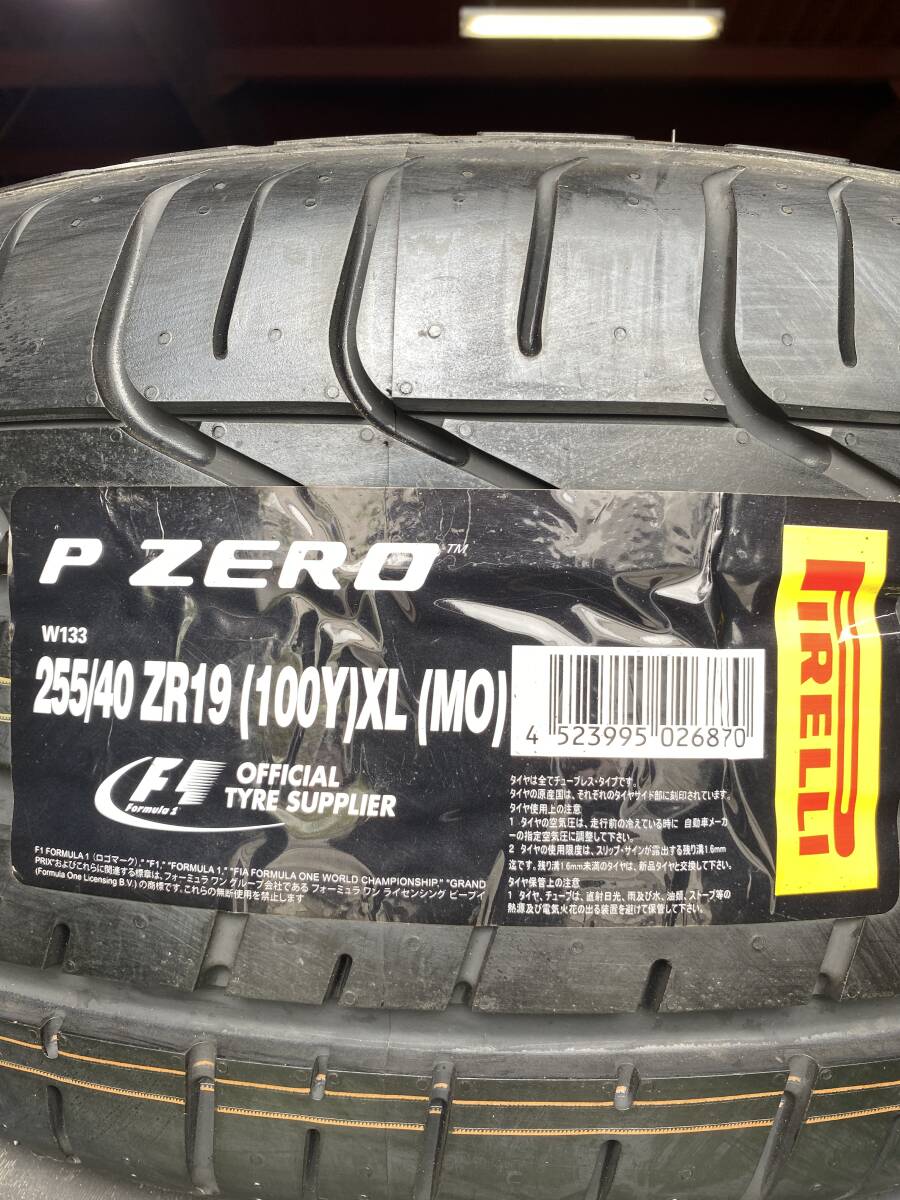 P ZERO™
W133
255/40 ZR19 (100Y)XL (MO)
4 523995 026870
PIRELLI
F1
Formula 1®
OFFICIAL
TYRE SUPPLIER
F1 FORMULA 1 (ロゴマーク)," "F1," "FORMULA 1," "FIA FORMULA ONE WORLD CHAMPIONSHIP," "GRAND
PRIX"およびこれらに関連する標章は、フォーミュラ ワン グループ会社である フォーミュラ ワン ライセンシング ビーブイ
(Formula One Licensing B.V.) の商標です.これらの無断使用を禁止します
タイヤは全てチューブレス・タイプです。
タイヤの原産国は、それぞれのタイヤサイド部に刻印されています。
タイヤ使用上の注意
1 タイヤの空気圧は、走行前の冷えている時に 自動車メーカ
ーの指定空気圧に調整して下さい。
2 タイヤの使用限度は、スリップ・サインが露出する残り溝1.6mm
迄です。残り溝1.6mm未満のタイヤは、新品タイヤと交換して下さい。
タイヤ保管上の注意
1 タイヤ、チューブは、直射日光、雨及び水、油類、ストーブ等の
熱源及び電気火花の出る装置を避けて保管して下さい。